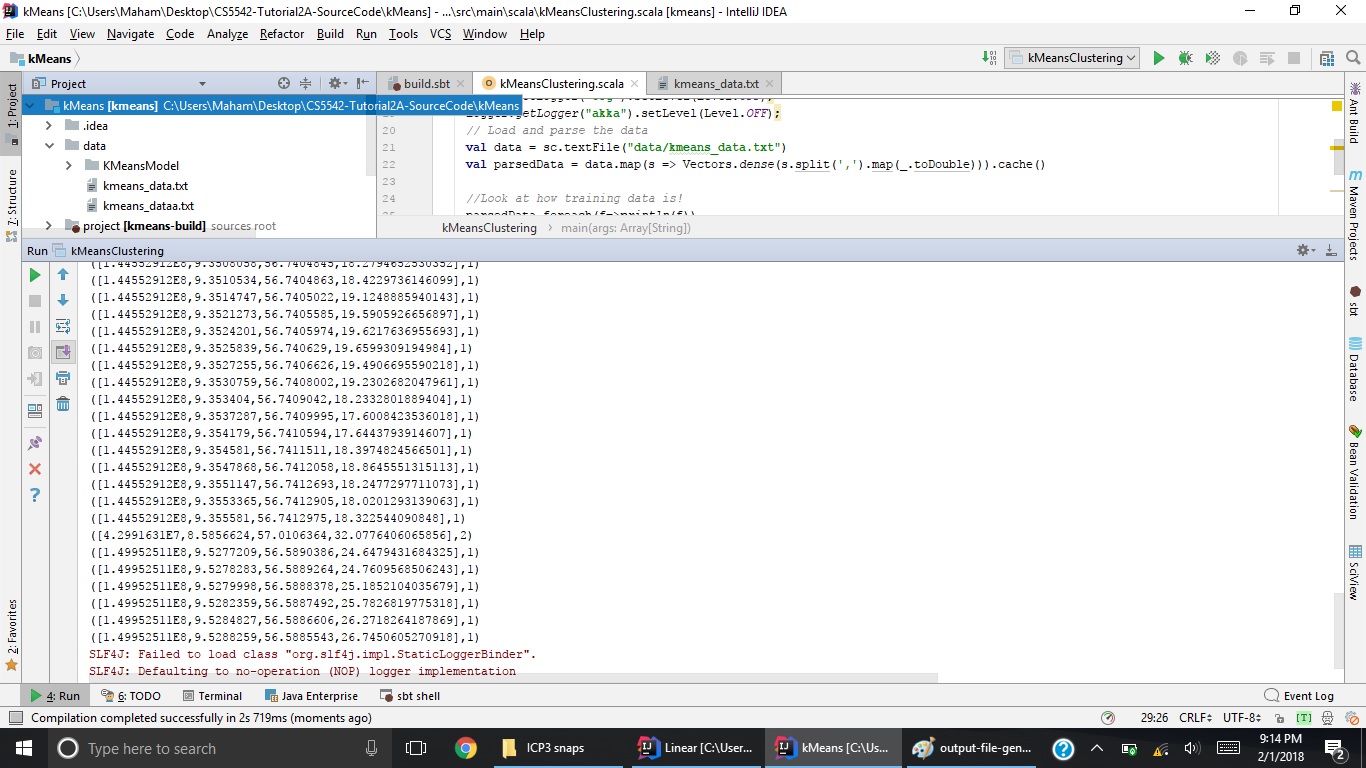 kMeans [C:\Users\Maham\Desktop\CS5542-Tutorial2A-SourceCode\kMeans] - ...\src\main\scala\kMeansClustering.scala [kmeans] - IntelliJ IDEA
File Edit View Navigate Code Analyze Refactor Build Run Tools VCS Window Help
kMeans
kMeansClustering
1: Project
7: Structure
2: Favorites
Project
kMeans [kmeans] C:\Users\Maham\Desktop\CS5542-Tutorial2A-SourceCode\kMeans
.idea
data
KMeansModel
kmeans_data.txt
kmeans_dataa.txt
project [kmeans-build] sources root
build.sbt
kMeansClustering.scala
kmeans_data.txt
Logger.getLogger("akka").setLevel(Level.OFF);
20 // Load and parse the data
21 val data = sc.textFile("data/kmeans_data.txt")
22 val parsedData = data.map(s => Vectors.dense(s.split(',').map(_.toDouble))).cache()
23
24 //Look at how training data is!
25 parsedData.foreach(f=>println(f))
kMeansClustering main(args: Array[String])
Run kMeansClustering
([1.44552912E8,9.3508058,56.7404845,18.2794652530352],1)
([1.44552912E8,9.3510534,56.7404863,18.4229736146099],1)
([1.44552912E8,9.3514747,56.7405022,19.1248885940143],1)
([1.44552912E8,9.3521273,56.7405585,19.5905926656897],1)
([1.44552912E8,9.3524201,56.7405974,19.6217636955693],1)
([1.44552912E8,9.3525839,56.740629,19.6599309194984],1)
([1.44552912E8,9.3527255,56.7406626,19.4906695590218],1)
([1.44552912E8,9.3530759,56.7408002,19.2302682047961],1)
([1.44552912E8,9.353404,56.7409042,18.2332801889404],1)
([1.44552912E8,9.3537287,56.7409995,17.6008423536018],1)
([1.44552912E8,9.354179,56.7410594,17.6443793914607],1)
([1.44552912E8,9.354581,56.7411511,18.3974824566501],1)
([1.44552912E8,9.3547868,56.7412058,18.8645551315113],1)
([1.44552912E8,9.3551147,56.7412693,18.2477297711073],1)
([1.44552912E8,9.3553365,56.7412905,18.0201293139063],1)
([1.44552912E8,9.355581,56.7412975,18.322544090848],1)
([4.2991631E7,8.5856624,57.0106364,32.0776406065856],2)
([1.49952511E8,9.5277209,56.5890386,24.6479431684325],1)
([1.49952511E8,9.5278283,56.5889264,24.7609568506243],1)
([1.49952511E8,9.5279998,56.5888378,25.1852104035679],1)
([1.49952511E8,9.5282359,56.5887492,25.7826819775318],1)
([1.49952511E8,9.5284827,56.5886606,26.2718264187869],1)
([1.49952511E8,9.5288259,56.5885543,26.7450605270918],1)
SLF4J: Failed to load class "org.slf4j.impl.StaticLoggerBinder".
SLF4J: Defaulting to no-operation (NOP) logger implementation
Ant Build
Maven Projects
sbt
Database
Bean Validation
SciView
4: Run 6: TODO Terminal Java Enterprise sbt shell Event Log
Compilation completed successfully in 2s 719ms (moments ago) 29:26 CRLF UTF-8 [T]
Type here to search
ICP3 snaps
Linear [C:\User...
kMeans [C:\Us...
output-file-gen...
9:14 PM
2/1/2018
2